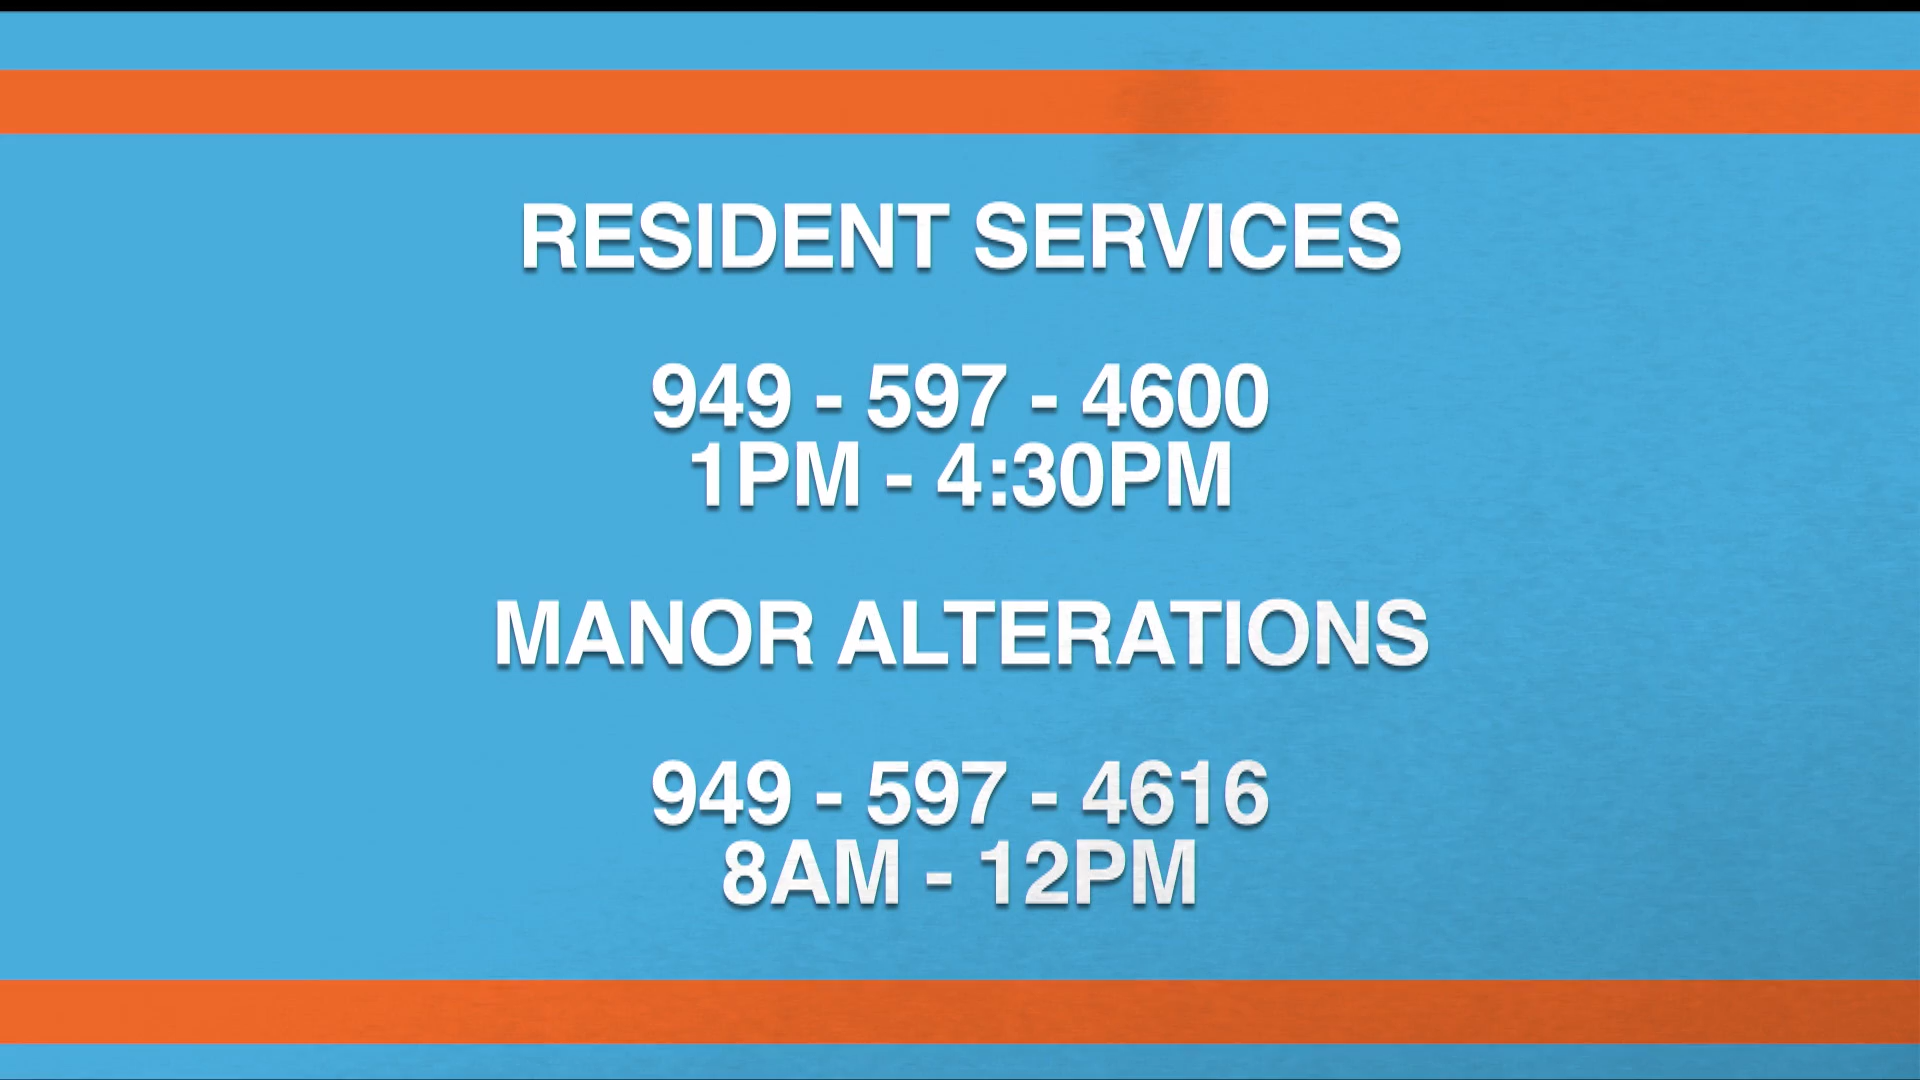 RESIDENT SERVICES
949 - 597 - 4600
1PM - 4:30PM
MANOR ALTERATIONS
949 - 597 - 4616
8AM - 12PM